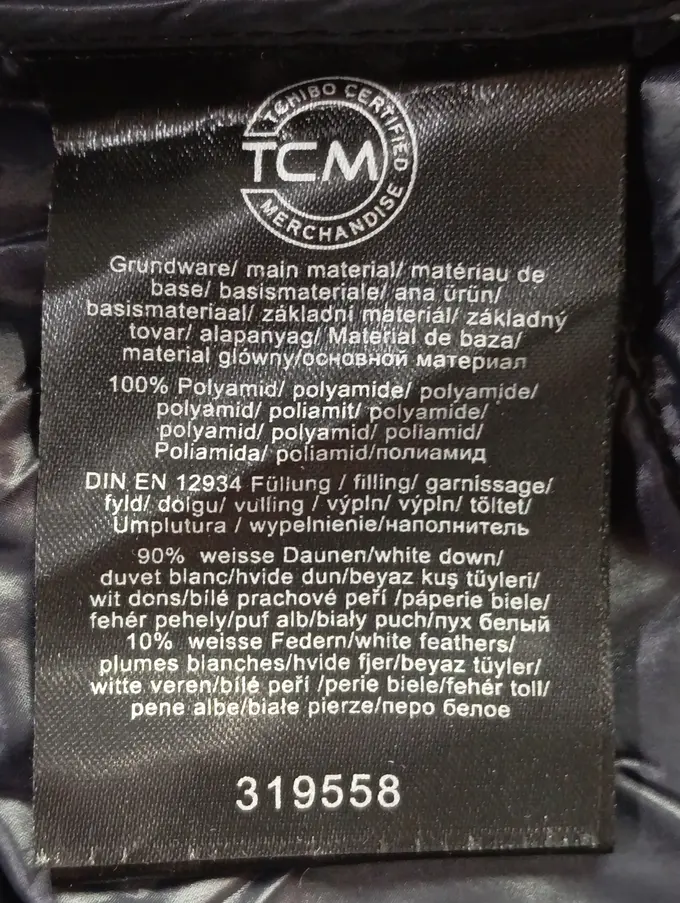 TCHIBO CERTIFIED
TCM
MERCHANDISE
Grundware/ main material/ matériau de
base/ basismateriale/ ana ürün/
basismateriaal/ základní materiál/ základný
tovar/ alapanyag/ Material de baza/
material główny/основной материал
100% Polyamid/ polyamide/ polyamide/
polyamid/ poliamit/ polyamide/
polyamid/ polyamid/ poliamid/
Poliamida/ poliamid/полиамид
DIN EN 12934 Füllung / filling/ garnissage/
fyld/ dolgu/ vulling / výpln/ výpln/ töltet/
Umplutura / wypelnienie/наполнитель
90% weisse Daunen/white down/
duvet blanc/hvide dun/beyaz kuş tüyleri/
wit dons/bílé prachové peří /páperie biele/
fehér pehely/puf alb/biały puch/пух белый
10% weisse Federn/white feathers/
plumes blanches/hvide fjer/beyaz tüyler/
witte veren/bílé peří /perie biele/fehér toll/
pene albe/białe pierze/перо белое
319558